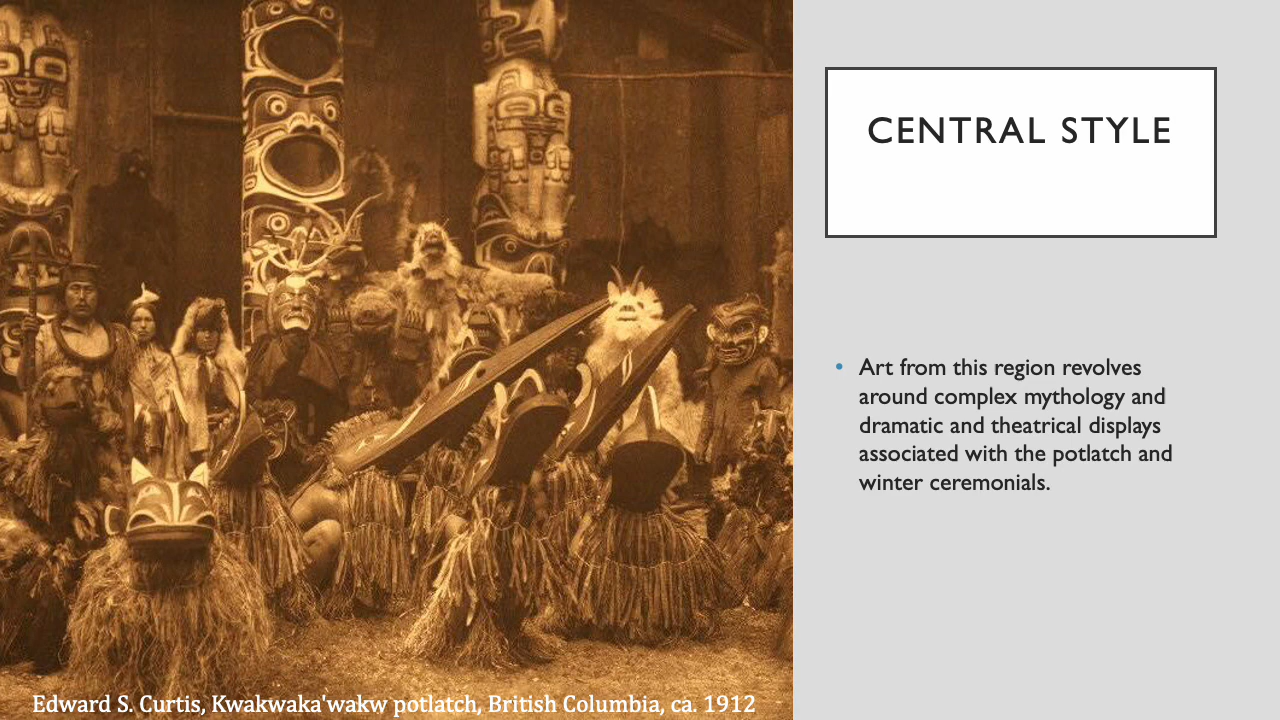 CENTRAL STYLE
• Art from this region revolves
around complex mythology and
dramatic and theatrical displays
associated with the potlatch and
winter ceremonials.
Edward S. Curtis, Kwakwaka'wakw potlatch, British Columbia, ca. 1912